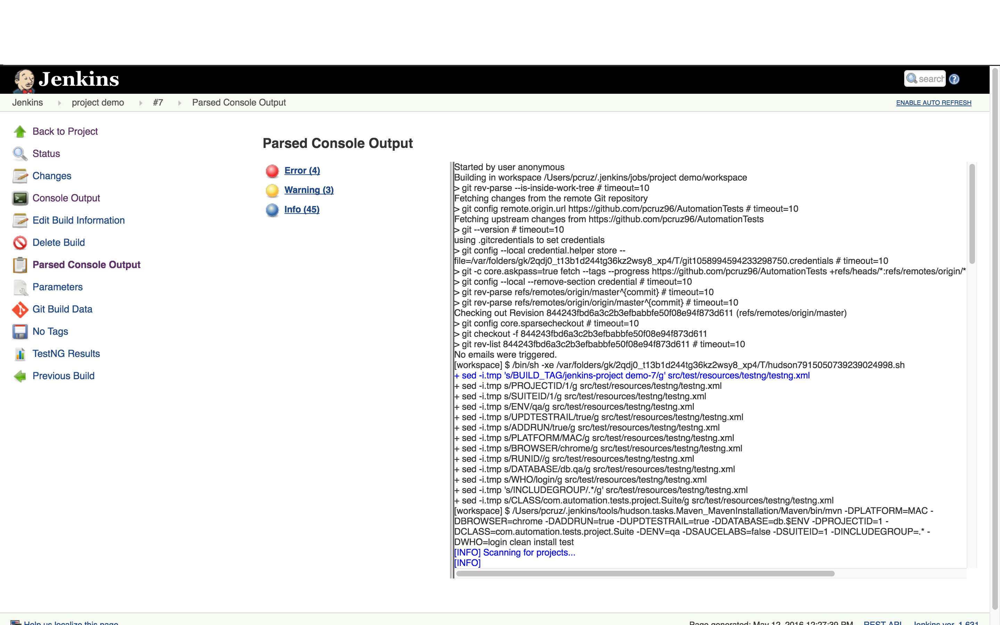 Jenkins
search
Jenkins project demo #7 Parsed Console Output
ENABLE AUTO REFRESH
Back to Project
Status
Changes
Console Output
Edit Build Information
Delete Build
Parsed Console Output
Parameters
Git Build Data
No Tags
TestNG Results
Previous Build
Parsed Console Output
Error (4)
Warning (3)
Info (45)
Started by user anonymous
Building in workspace /Users/pcruz/.jenkins/jobs/project demo/workspace
> git rev-parse --is-inside-work-tree # timeout=10
Fetching changes from the remote Git repository
> git config remote.origin.url https://github.com/pcruz96/AutomationTests # timeout=10
Fetching upstream changes from https://github.com/pcruz96/AutomationTests
> git --version # timeout=10
using .gitcredentials to set credentials
> git config --local credential.helper store --
file=/var/folders/gk/2qdj0_t13b1d244tg36kz2wsy8_xp4/T/git1058994594233298750.credentials # timeout=10
> git -c core.askpass=true fetch --tags --progress https://github.com/pcruz96/AutomationTests +refs/heads/*:refs/remotes/origin/*
> git config --local --remove-section credential # timeout=10
> git rev-parse refs/remotes/origin/master^{commit} # timeout=10
> git rev-parse refs/remotes/origin/origin/master^{commit} # timeout=10
Checking out Revision 844243fbd6a3c2b3efbabbfe50f08e94f873d611 (refs/remotes/origin/master)
> git config core.sparsecheckout # timeout=10
> git checkout -f 844243fbd6a3c2b3efbabbfe50f08e94f873d611
> git rev-list 844243fbd6a3c2b3efbabbfe50f08e94f873d611 # timeout=10
No emails were triggered.
[workspace] $ /bin/sh -xe /var/folders/gk/2qdj0_t13b1d244tg36kz2wsy8_xp4/T/hudson7915050739239024998.sh
+ sed -i.tmp 's/BUILD_TAG/jenkins-project demo-7/g' src/test/resources/testng/testng.xml
+ sed -i.tmp s/PROJECTID/1/g src/test/resources/testng/testng.xml
+ sed -i.tmp s/SUITEID/1/g src/test/resources/testng/testng.xml
+ sed -i.tmp s/ENV/qa/g src/test/resources/testng/testng.xml
+ sed -i.tmp s/UPDTESTRAIL/true/g src/test/resources/testng/testng.xml
+ sed -i.tmp s/ADDRUN/true/g src/test/resources/testng/testng.xml
+ sed -i.tmp s/PLATFORM/MAC/g src/test/resources/testng/testng.xml
+ sed -i.tmp s/BROWSER/chrome/g src/test/resources/testng/testng.xml
+ sed -i.tmp s/RUNID//g src/test/resources/testng/testng.xml
+ sed -i.tmp s/DATABASE/db.qa/g src/test/resources/testng/testng.xml
+ sed -i.tmp s/WHO/login/g src/test/resources/testng/testng.xml
+ sed -i.tmp 's/INCLUDEGROUP/.*/g' src/test/resources/testng/testng.xml
+ sed -i.tmp s/CLASS/com.automation.tests.project.Suite/g src/test/resources/testng/testng.xml
[workspace] $ /Users/pcruz/.jenkins/tools/hudson.tasks.Maven_MavenInstallation/Maven/bin/mvn -DPLATFORM=MAC -
DBROWSER=chrome -DADDRUN=true -DUPDTESTRAIL=true -DDATABASE=db.$ENV -DPROJECTID=1 -
DCLASS=com.automation.tests.project.Suite -DENV=qa -DSAUCELABS=false -DSUITEID=1 -DINCLUDEGROUP=.* -
DWHO=login clean install test
[INFO] Scanning for projects...
[INFO]
Help us localize this page
Page generated: May 12, 2016 12:27:39 PM REST API Jenkins ver. 1.631